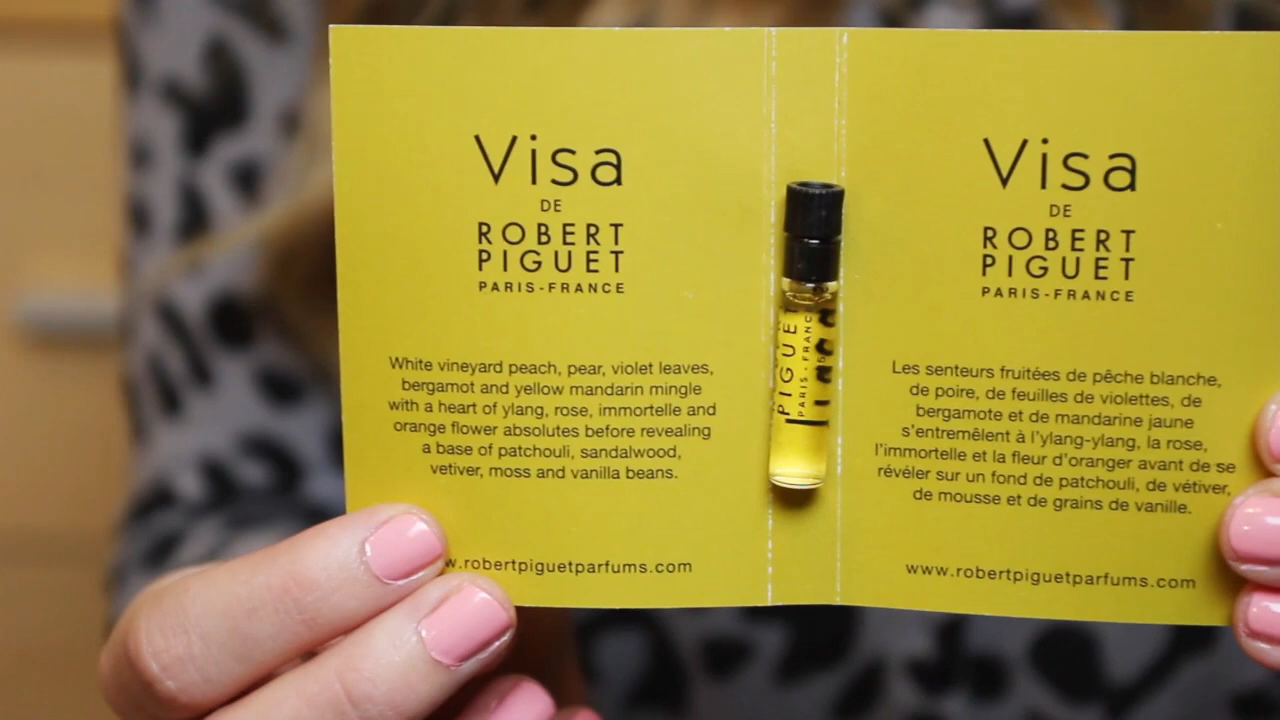 Visa
DE
ROBERT
PIGUET
PARIS-FRANCE
White vineyard peach, pear, violet leaves,
bergamot and yellow mandarin mingle
with a heart of ylang, rose, immortelle and
orange flower absolutes before revealing
a base of patchouli, sandalwood,
vetiver, moss and vanilla beans.
w.robertpiguetparfums.com
PIGUET
PARIS-FRANC
Visa
DE
ROBERT
PIGUET
PARIS-FRANCE
Les senteurs fruitées de pêche blanche,
de poire, de feuilles de violettes, de
bergamote et de mandarine jaune
s'entremêlent à l'ylang-ylang, la rose,
l'immortelle et la fleur d'oranger avant de se
révéler sur un fond de patchouli, de vétiver,
de mousse et de grains de vanille.
www.robertpiguetparfums.com